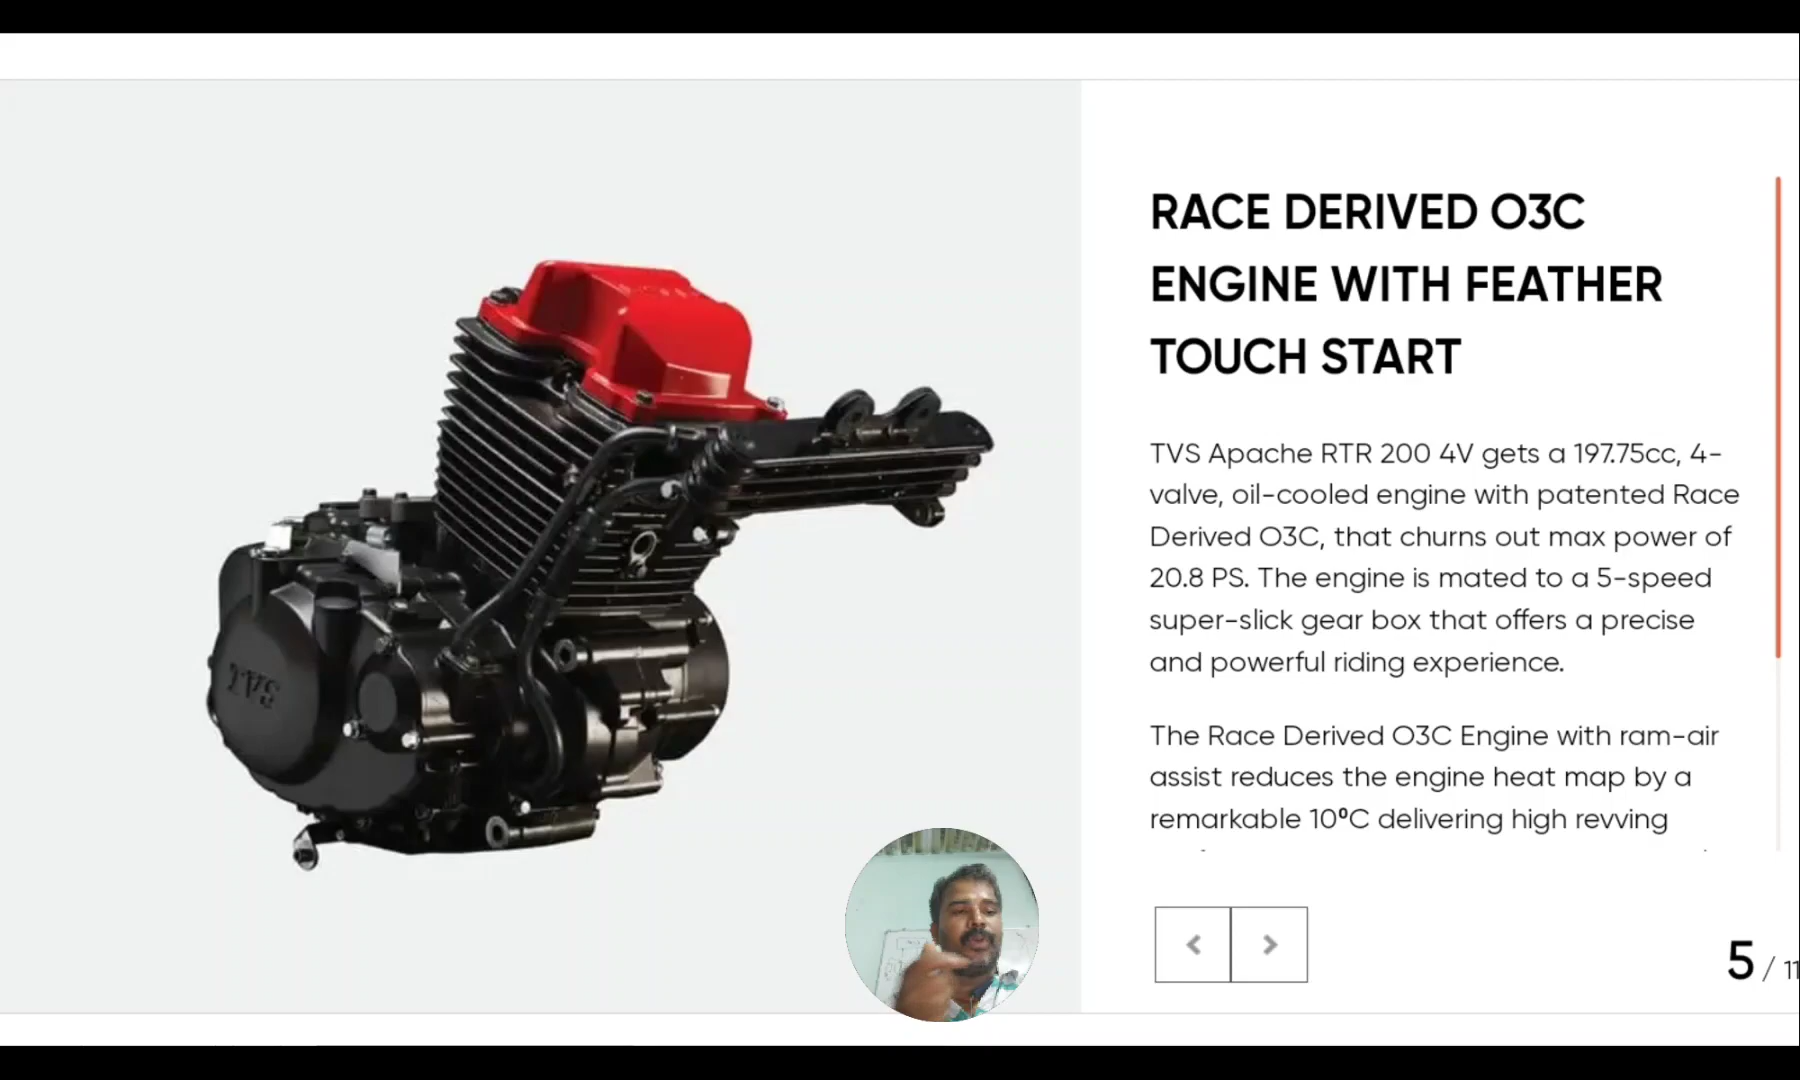 RACE DERIVED O3C
ENGINE WITH FEATHER
TOUCH START
TVS Apache RTR 200 4V gets a 197.75cc, 4-
valve, oil-cooled engine with patented Race
Derived O3C, that churns out max power of
20.8 PS. The engine is mated to a 5-speed
super-slick gear box that offers a precise
and powerful riding experience.
The Race Derived O3C Engine with ram-air
assist reduces the engine heat map by a
remarkable 10ºC delivering high revving
TVS
5 / 11